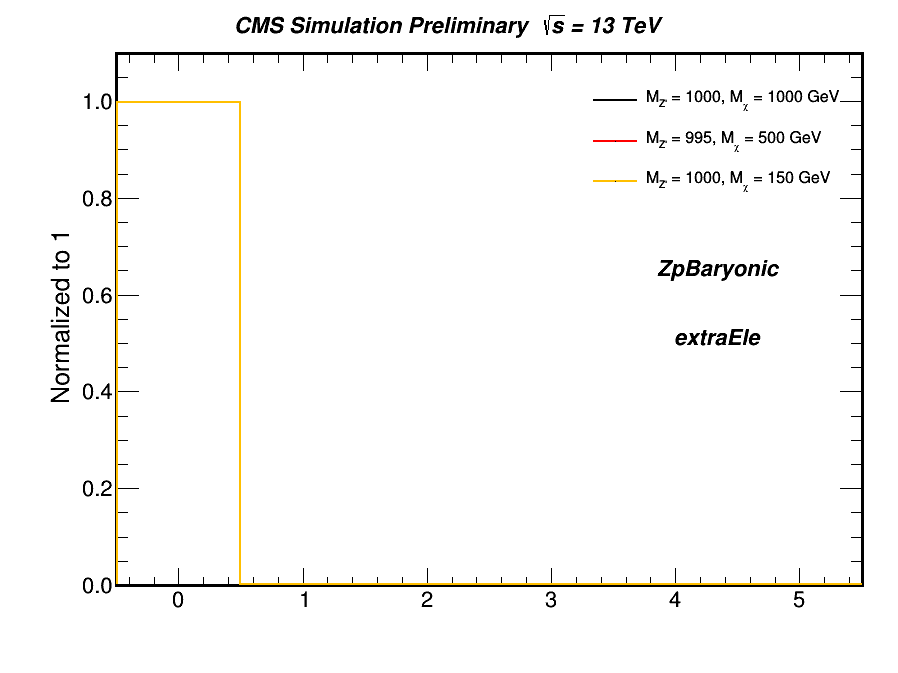 CMS Simulation Preliminary √s = 13 TeV
M_Z' = 1000, M_χ = 1000 GeV
M_Z' = 995, M_χ = 500 GeV
M_Z' = 1000, M_χ = 150 GeV
ZpBaryonic
extraEle
Normalized to 1
1.0
0.8
0.6
0.4
0.2
0.0
0 1 2 3 4 5